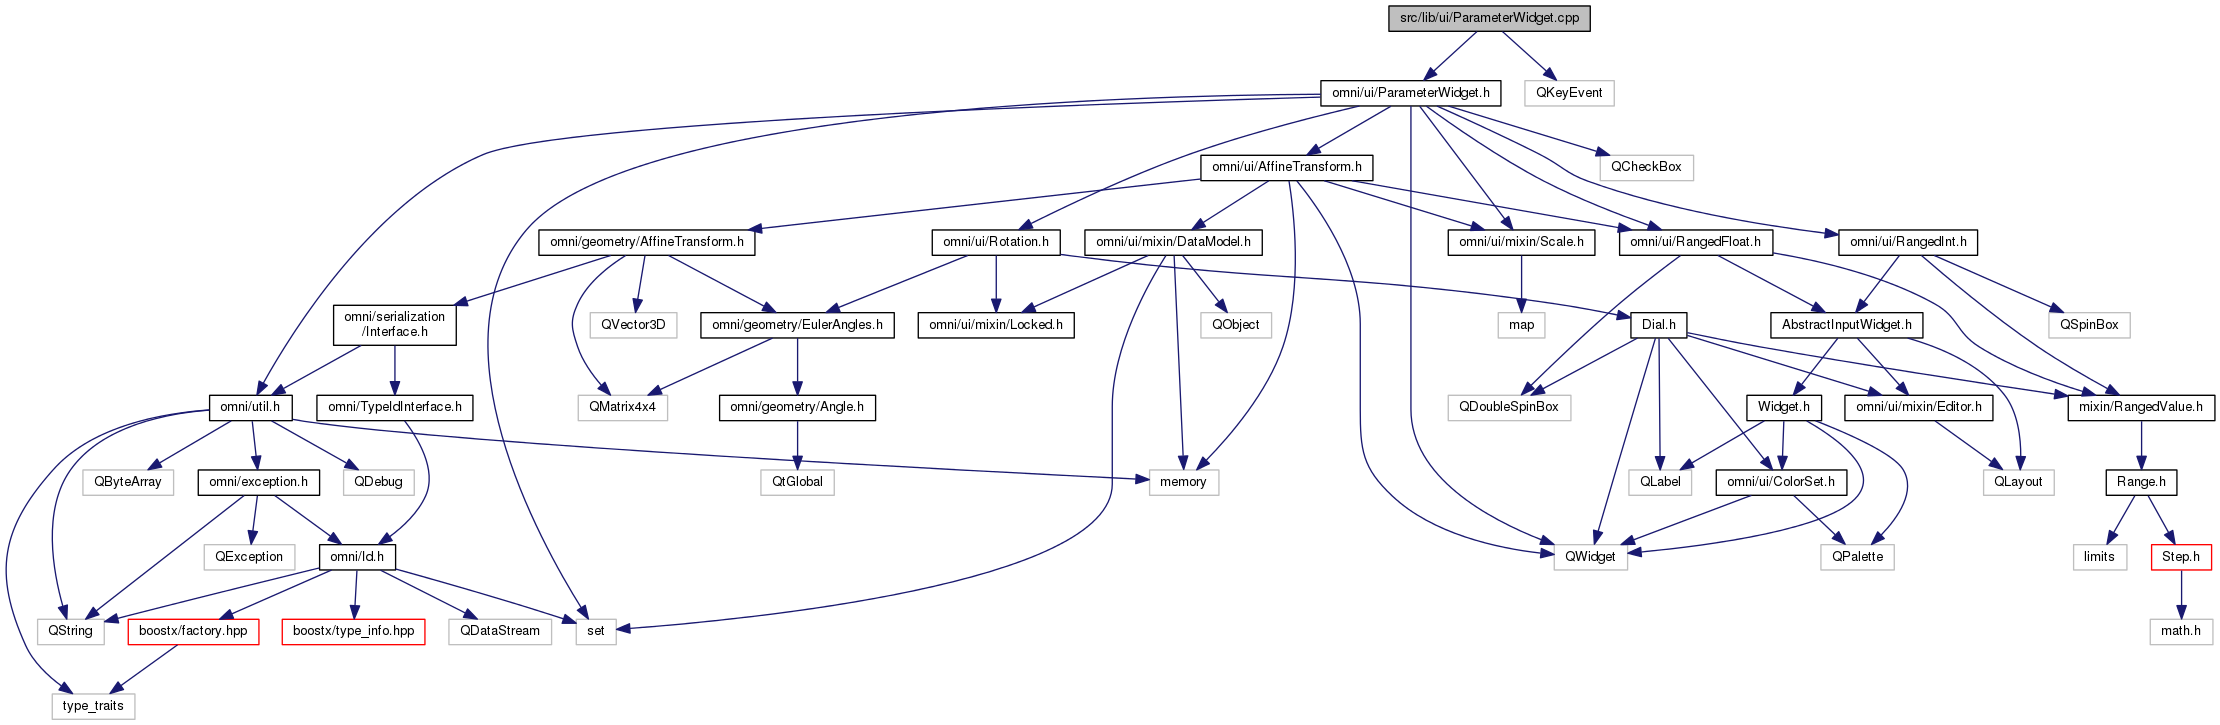 src/lib/ui/ParameterWidget.cpp
omni/ui/ParameterWidget.h
QKeyEvent
omni/ui/AffineTransform.h
QCheckBox
omni/geometry/AffineTransform.h
omni/ui/Rotation.h
omni/ui/mixin/DataModel.h
omni/ui/mixin/Scale.h
omni/ui/RangedFloat.h
omni/ui/RangedInt.h
omni/serialization
/Interface.h
QVector3D
omni/geometry/EulerAngles.h
omni/ui/mixin/Locked.h
QObject
map
Dial.h
AbstractInputWidget.h
QSpinBox
omni/util.h
omni/TypeIdInterface.h
QMatrix4x4
omni/geometry/Angle.h
QDoubleSpinBox
Widget.h
omni/ui/mixin/Editor.h
mixin/RangedValue.h
QByteArray
omni/exception.h
QDebug
QtGlobal
memory
QLabel
omni/ui/ColorSet.h
QLayout
Range.h
QException
omni/Id.h
QWidget
QPalette
limits
Step.h
QString
boostx/factory.hpp
boostx/type_info.hpp
QDataStream
set
math.h
type_traits